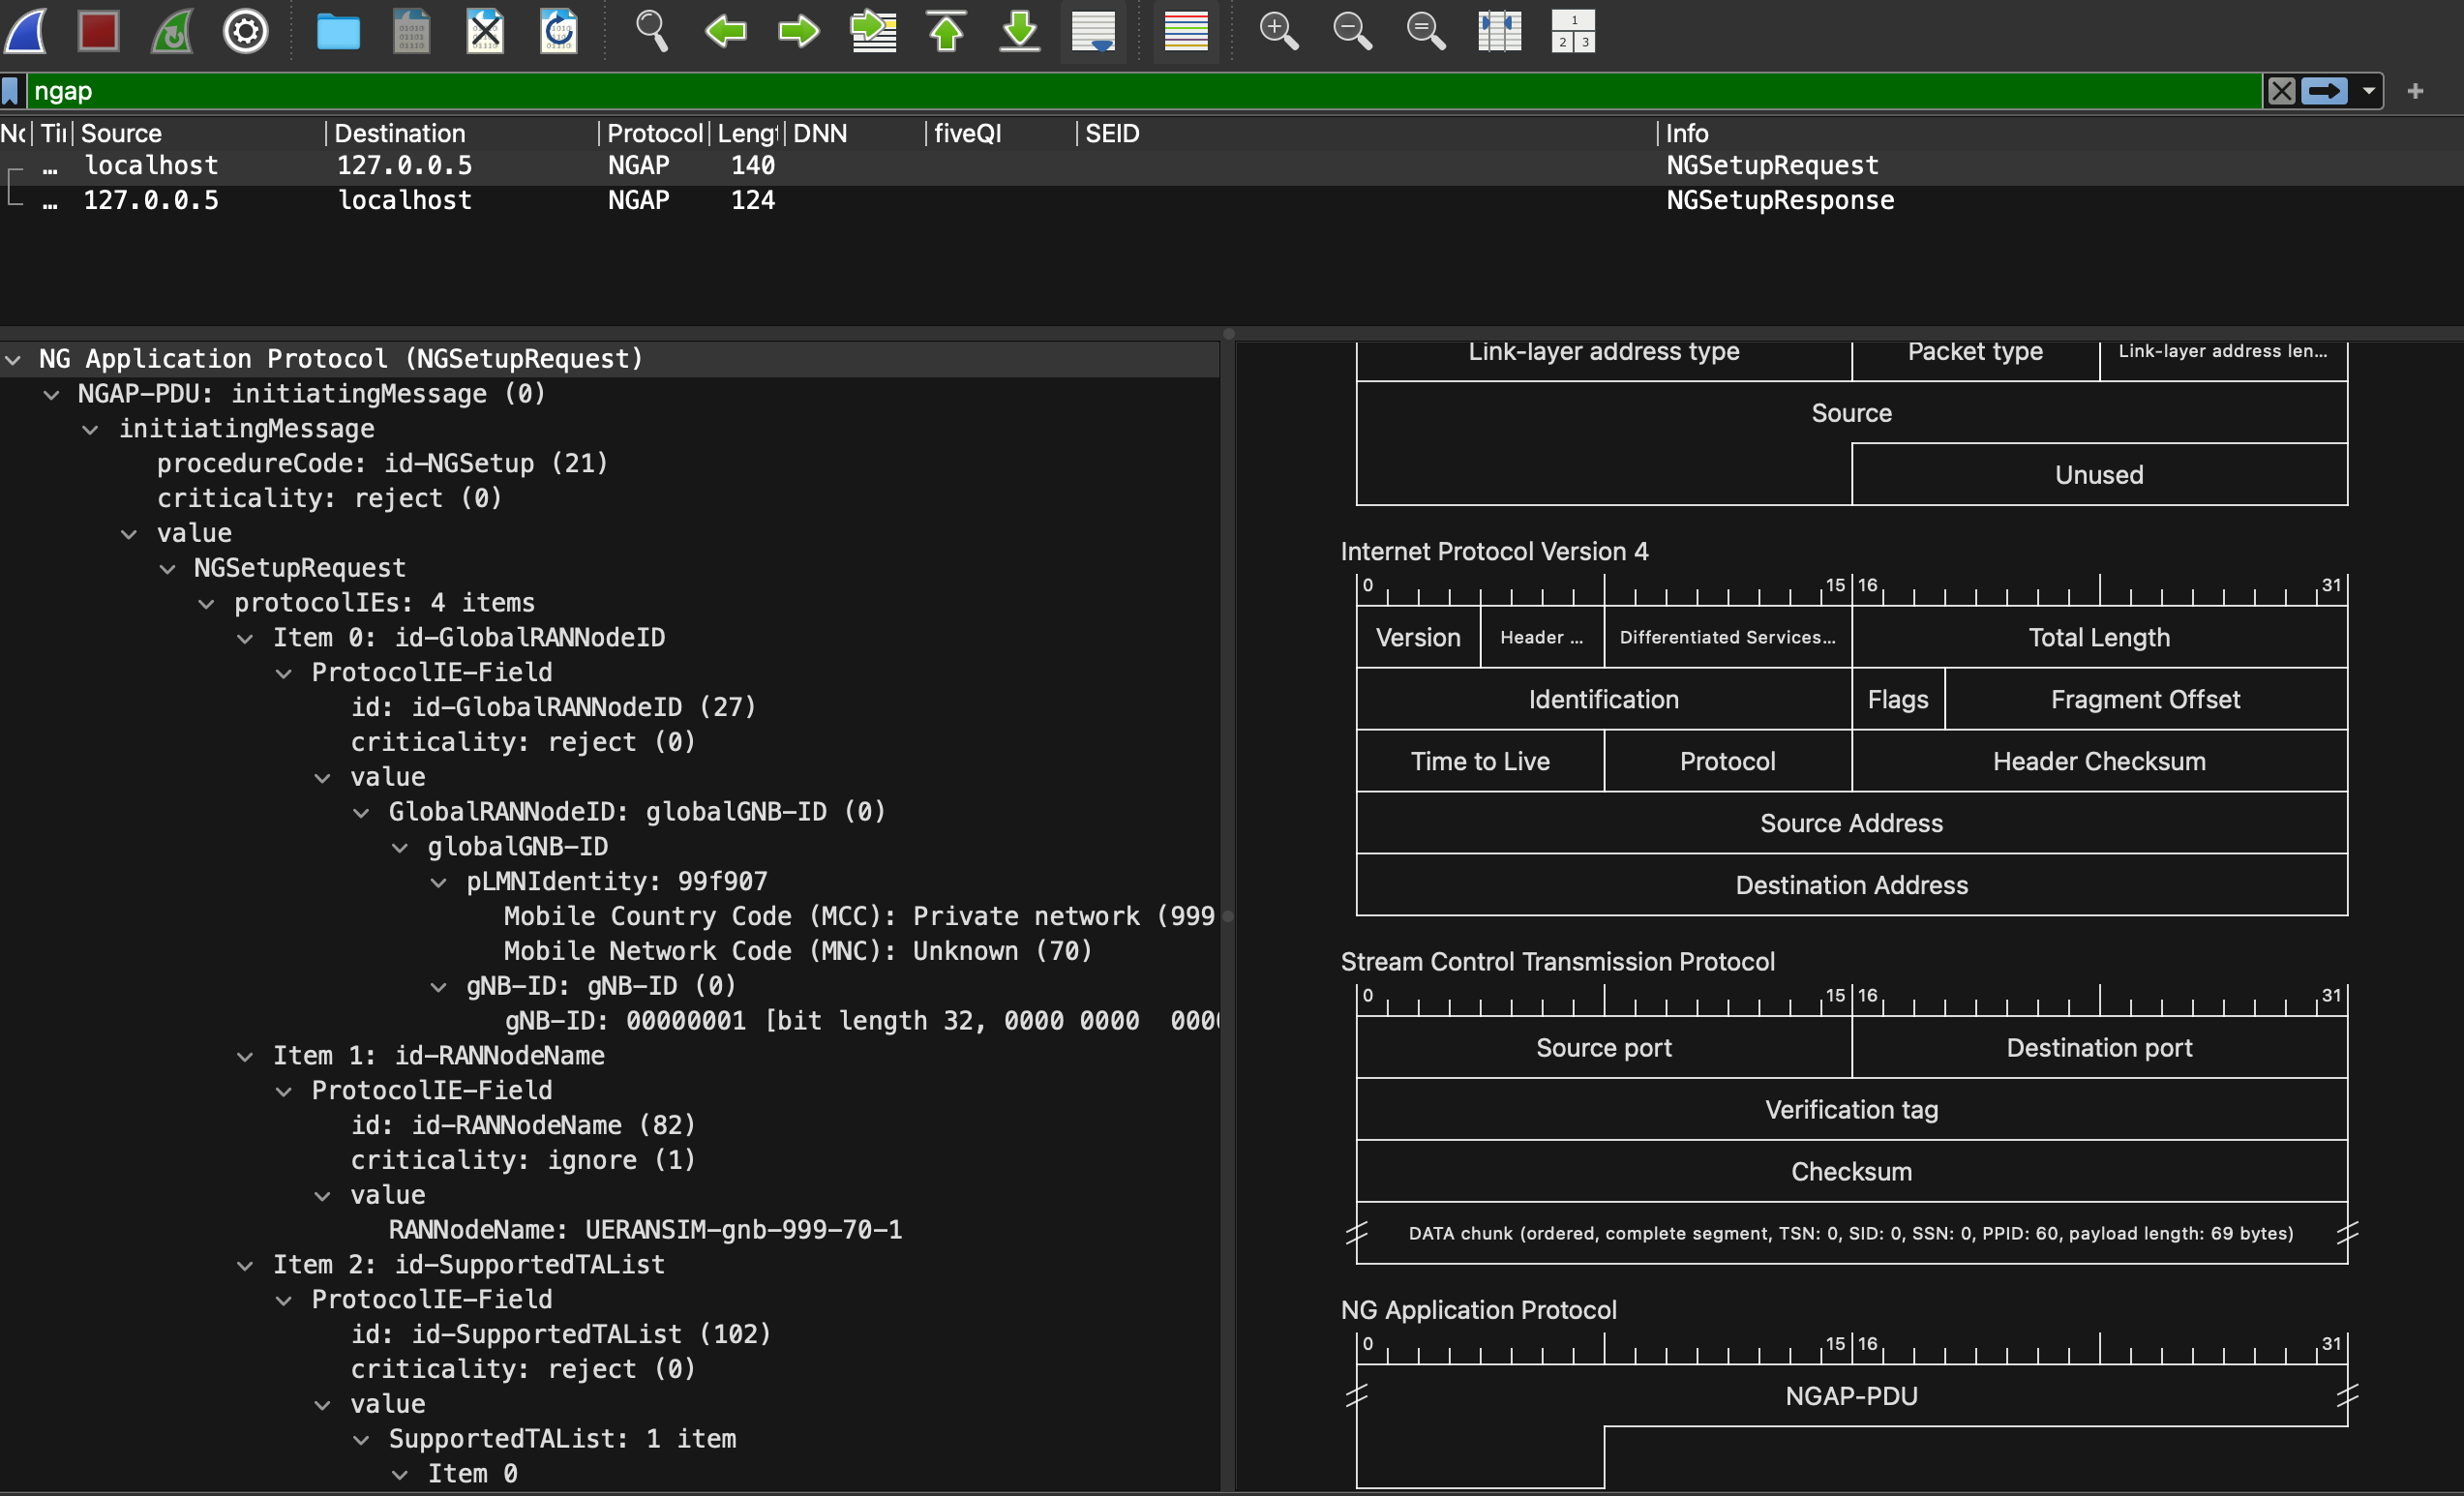 ngap
Nc Tir Source Destination Protocol Lengt DNN fiveQI SEID Info
… localhost 127.0.0.5 NGAP 140 NGSetupRequest
… 127.0.0.5 localhost NGAP 124 NGSetupResponse
NG Application Protocol (NGSetupRequest)
NGAP-PDU: initiatingMessage (0)
initiatingMessage
procedureCode: id-NGSetup (21)
criticality: reject (0)
value
NGSetupRequest
protocolIEs: 4 items
Item 0: id-GlobalRANNodeID
ProtocolIE-Field
id: id-GlobalRANNodeID (27)
criticality: reject (0)
value
GlobalRANNodeID: globalGNB-ID (0)
globalGNB-ID
pLMNIdentity: 99f907
Mobile Country Code (MCC): Private network (999
Mobile Network Code (MNC): Unknown (70)
gNB-ID: gNB-ID (0)
gNB-ID: 00000001 [bit length 32, 0000 0000  000
Item 1: id-RANNodeName
ProtocolIE-Field
id: id-RANNodeName (82)
criticality: ignore (1)
value
RANNodeName: UERANSIM-gnb-999-70-1
Item 2: id-SupportedTAList
ProtocolIE-Field
id: id-SupportedTAList (102)
criticality: reject (0)
value
SupportedTAList: 1 item
Item 0
Link-layer address type Packet type Link-layer address len...
Source
Unused
Internet Protocol Version 4
0 15 16 31
Version Header ... Differentiated Services... Total Length
Identification Flags Fragment Offset
Time to Live Protocol Header Checksum
Source Address
Destination Address
Stream Control Transmission Protocol
0 15 16 31
Source port Destination port
Verification tag
Checksum
DATA chunk (ordered, complete segment, TSN: 0, SID: 0, SSN: 0, PPID: 60, payload length: 69 bytes)
NG Application Protocol
0 15 16 31
NGAP-PDU